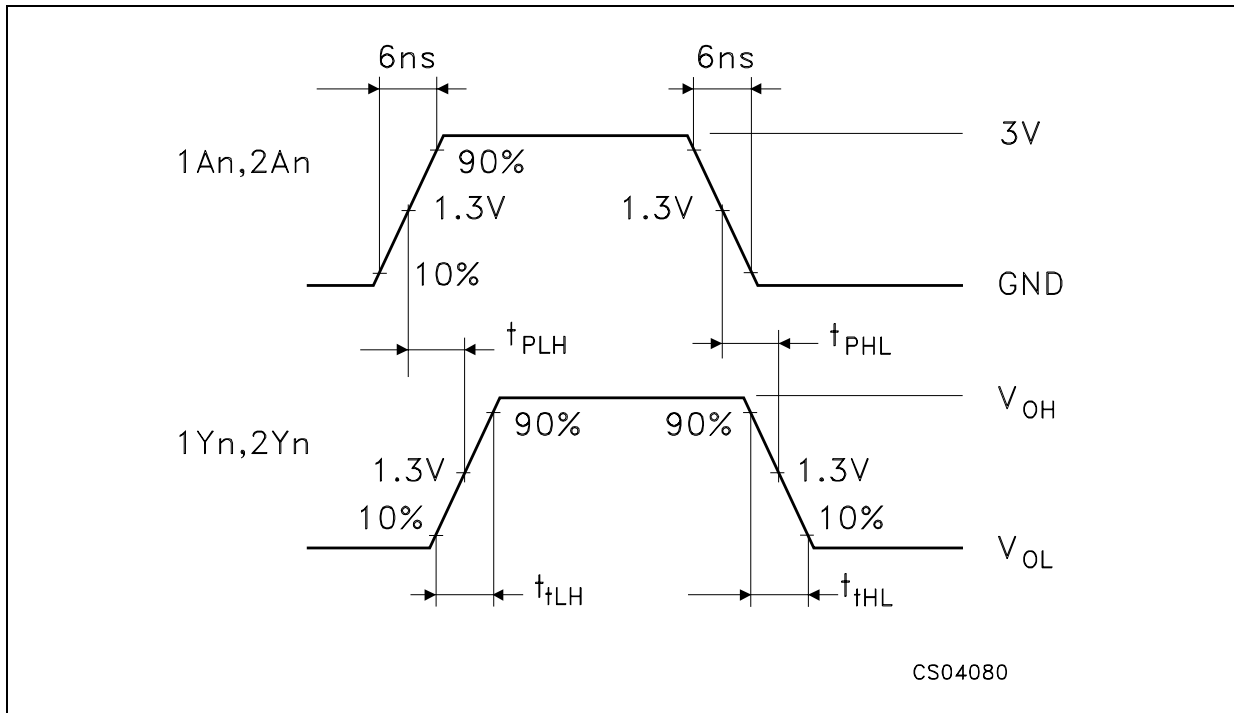 6ns 6ns
3V
1An,2An 90%
1.3V 1.3V
10% GND
tPLH tPHL
VOH
90% 90%
1Yn,2Yn
1.3V 1.3V
10% 10%
VOL
ttLH ttHL
CS04080